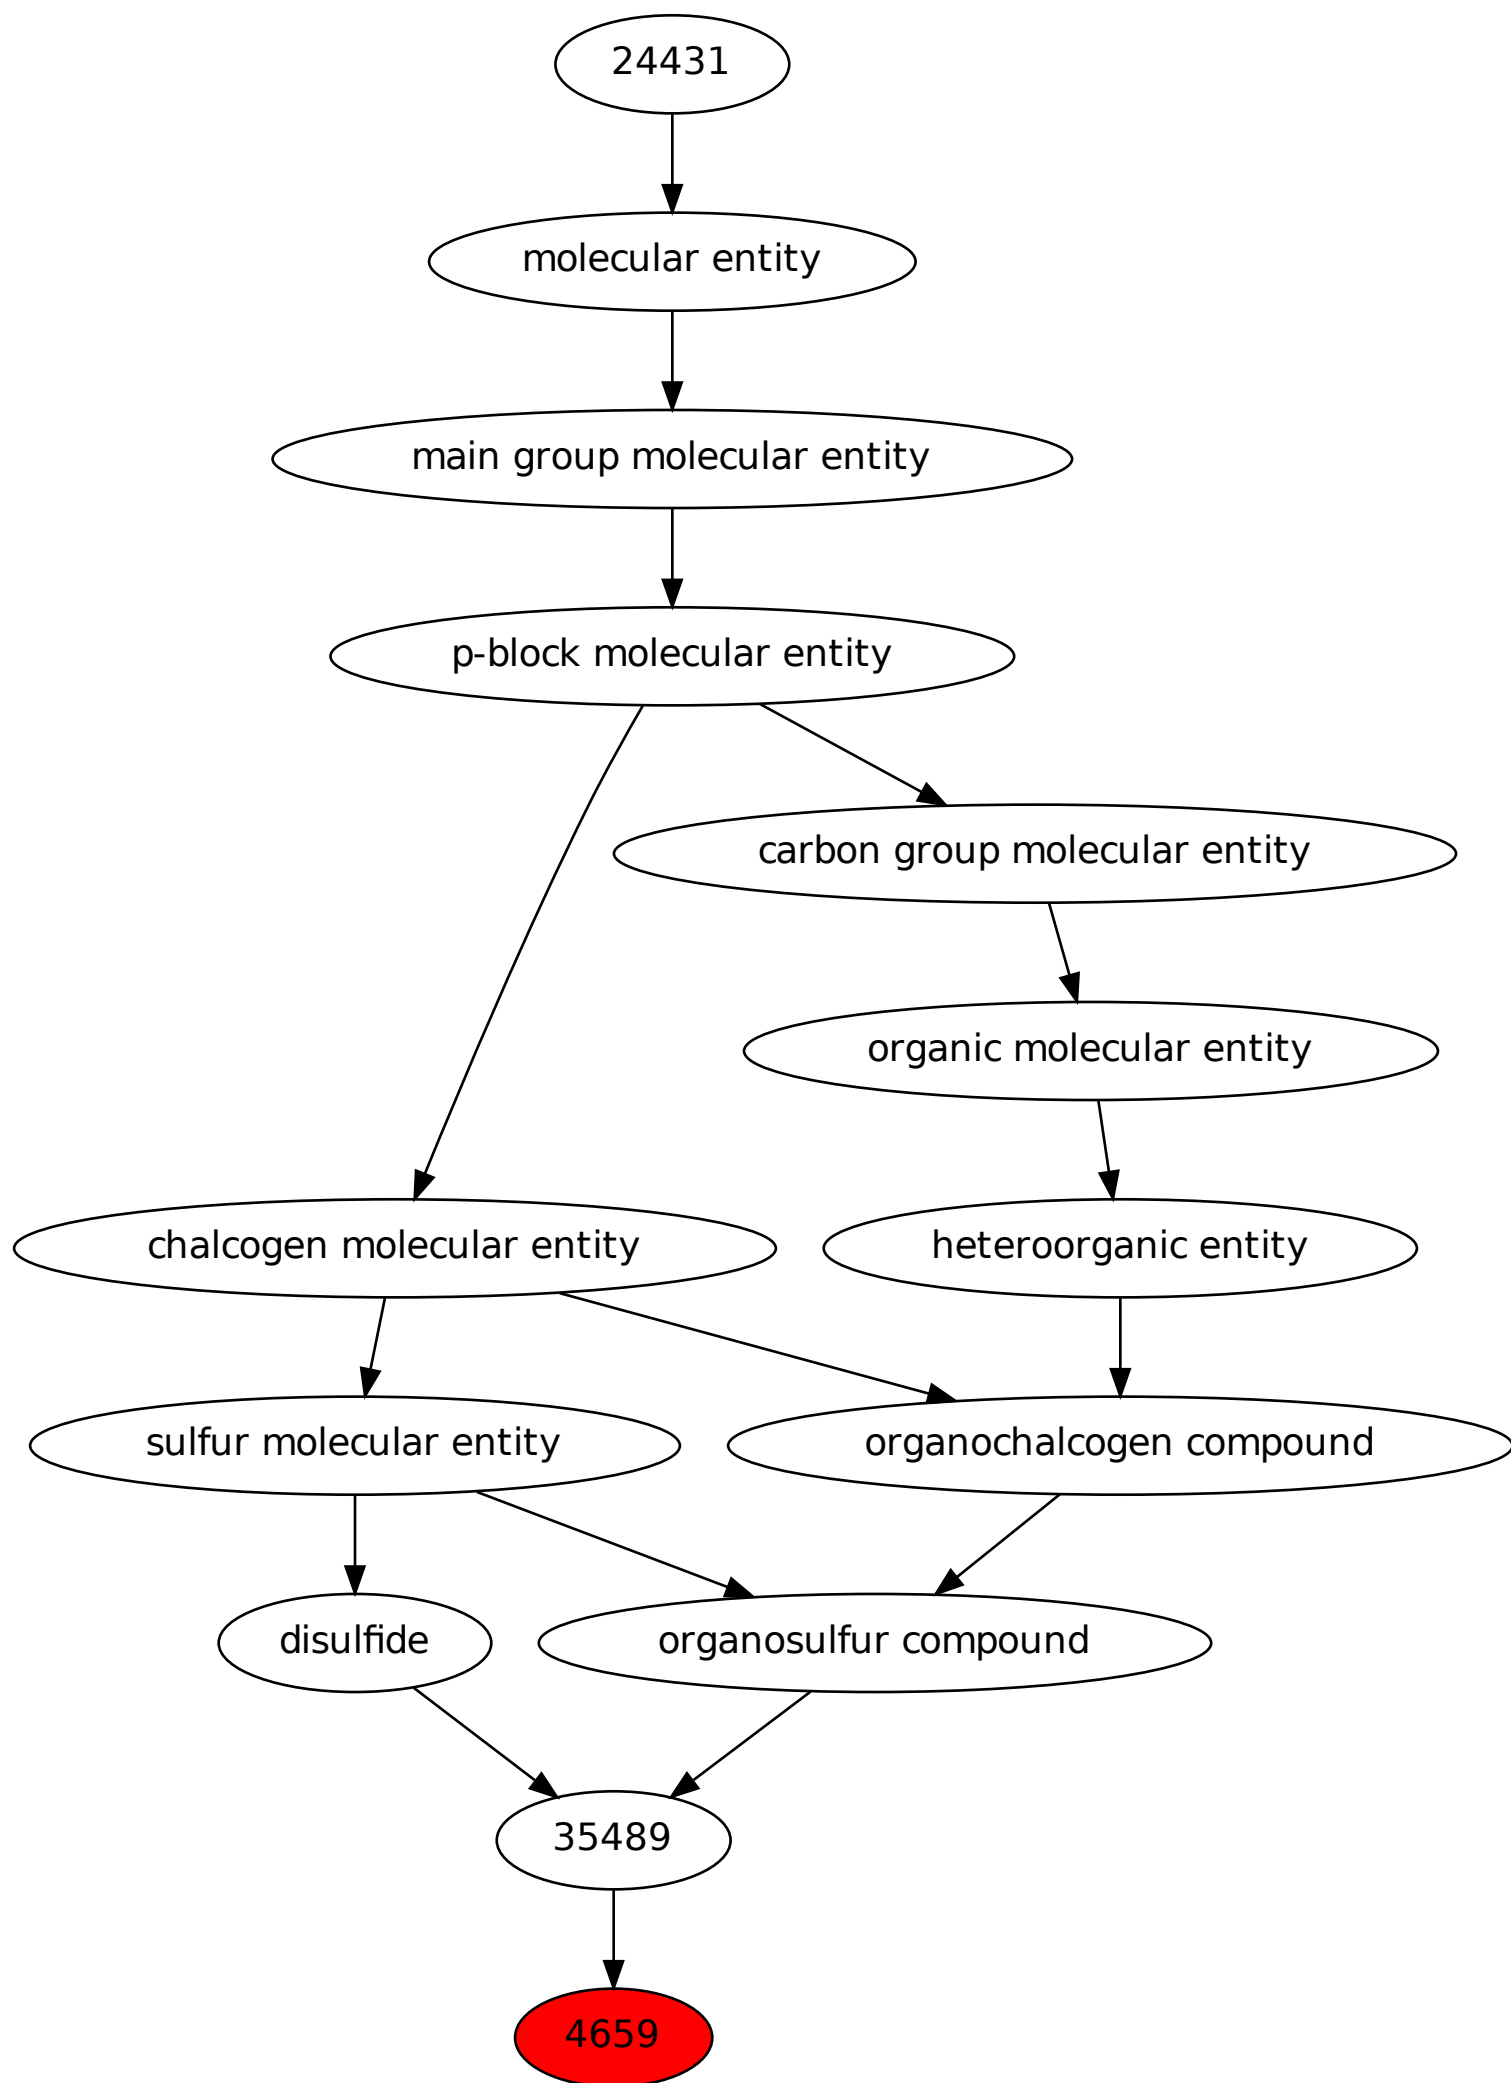 24431
molecular entity
main group molecular entity
p-block molecular entity
carbon group molecular entity
organic molecular entity
chalcogen molecular entity
heteroorganic entity
sulfur molecular entity
organochalcogen compound
disulfide
organosulfur compound
35489
4659